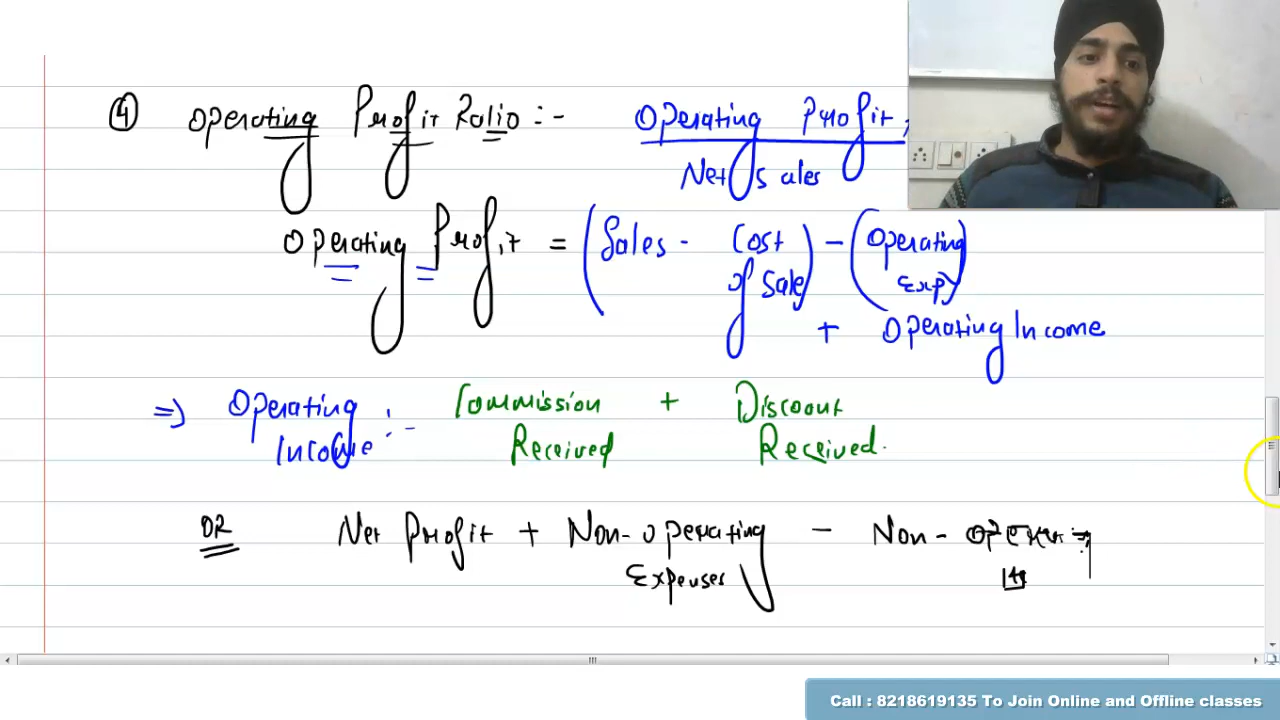 4 Operating Profit Ratio :- Operating Profit
Net Sales
Operating Profit = (Sales - Cost of Sale) - (Operating Exp)
+ Operating Income
=> Operating Income :- Commission Received + Discount Received.
OR Net Profit + Non-Operating Expenses - Non-
Call : 8218619135 To Join Online and Offline classes